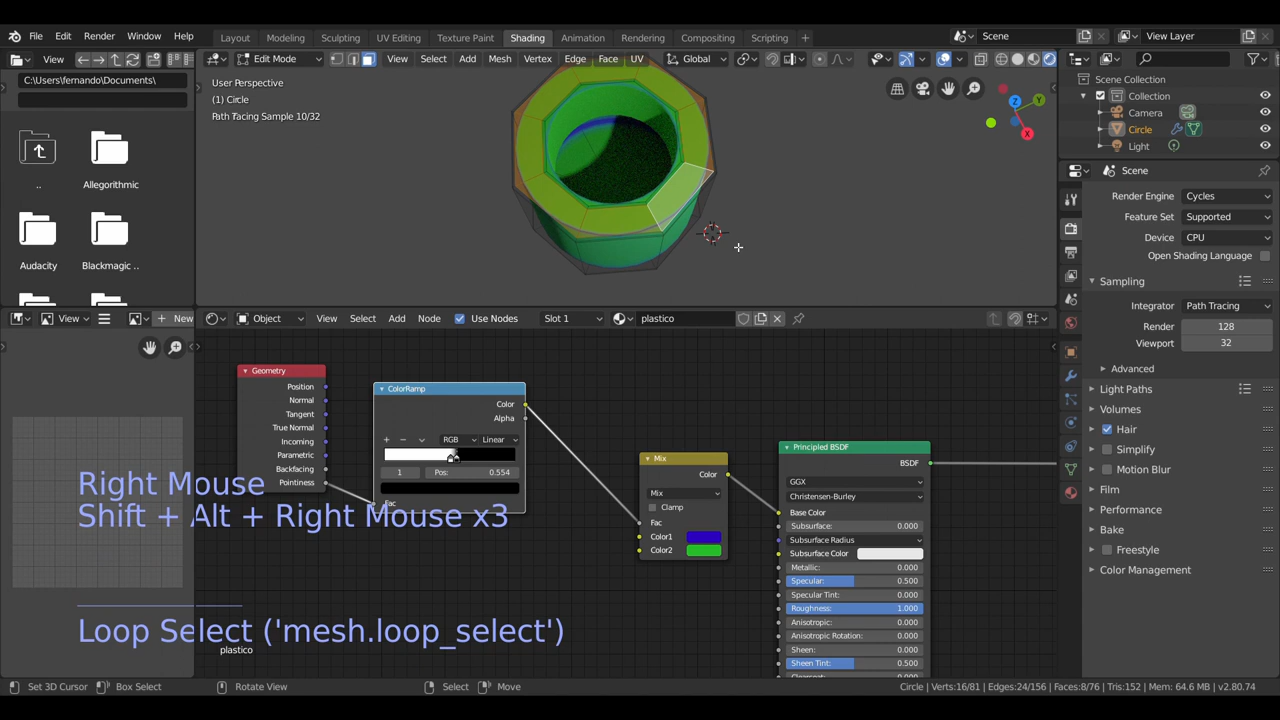 File Edit Render Window Help
Layout Modeling Sculpting UV Editing Texture Paint Shading Animation Rendering Compositing Scripting +
Scene
View Layer
View
Edit Mode
View Select Add Mesh Vertex Edge Face UV
Global
C:\Users\fernando\Documents\
..
Allegorithmic
Audacity
Blackmagic ..
User Perspective
(1) Circle
Path Tracing Sample 10/32
Z
Y
X
Scene Collection
Collection
Camera
Circle
Light
Scene
Render Engine Cycles
Feature Set Supported
Device CPU
Open Shading Language
Sampling
Integrator Path Tracing
Render 128
Viewport 32
Advanced
Light Paths
Volumes
Hair
Simplify
Motion Blur
Film
Performance
Bake
Freestyle
Color Management
View
New
Object
View Select Add Node
Use Nodes
Slot 1
plastico
Geometry
Position
Normal
Tangent
True Normal
Incoming
Parametric
Backfacing
Pointiness
ColorRamp
Color
Alpha
RGB Linear
1 Pos: 0.554
Fac
Mix
Color
Mix
Clamp
Fac
Color1
Color2
Principled BSDF
BSDF
GGX
Christensen-Burley
Base Color
Subsurface: 0.000
Subsurface Radius
Subsurface Color
Metallic: 0.000
Specular: 0.500
Specular Tint: 0.000
Roughness: 1.000
Anisotropic: 0.000
Anisotropic Rotation: 0.000
Sheen: 0.000
Sheen Tint: 0.500
Right Mouse
Shift + Alt + Right Mouse x3
Loop Select ('mesh.loop_select')
plastico
Set 3D Cursor Box Select Rotate View Select Move
Circle | Verts:16/81 | Edges:24/156 | Faces:8/76 | Tris:152 | Mem: 64.6 MB | v2.80.74